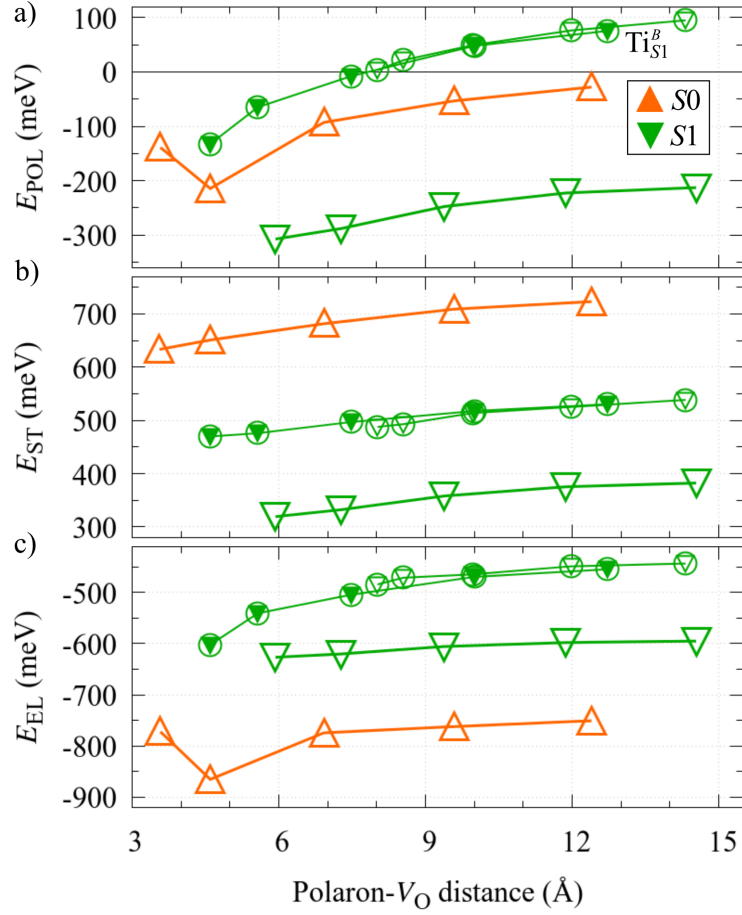 a)
100
0
-100
-200
-300
E_POL (meV)
Ti^B_S1
S0
S1
b)
700
600
500
400
300
E_ST (meV)
c)
-500
-600
-700
-800
-900
E_EL (meV)
3 6 9 12 15
Polaron-V_O distance (Å)